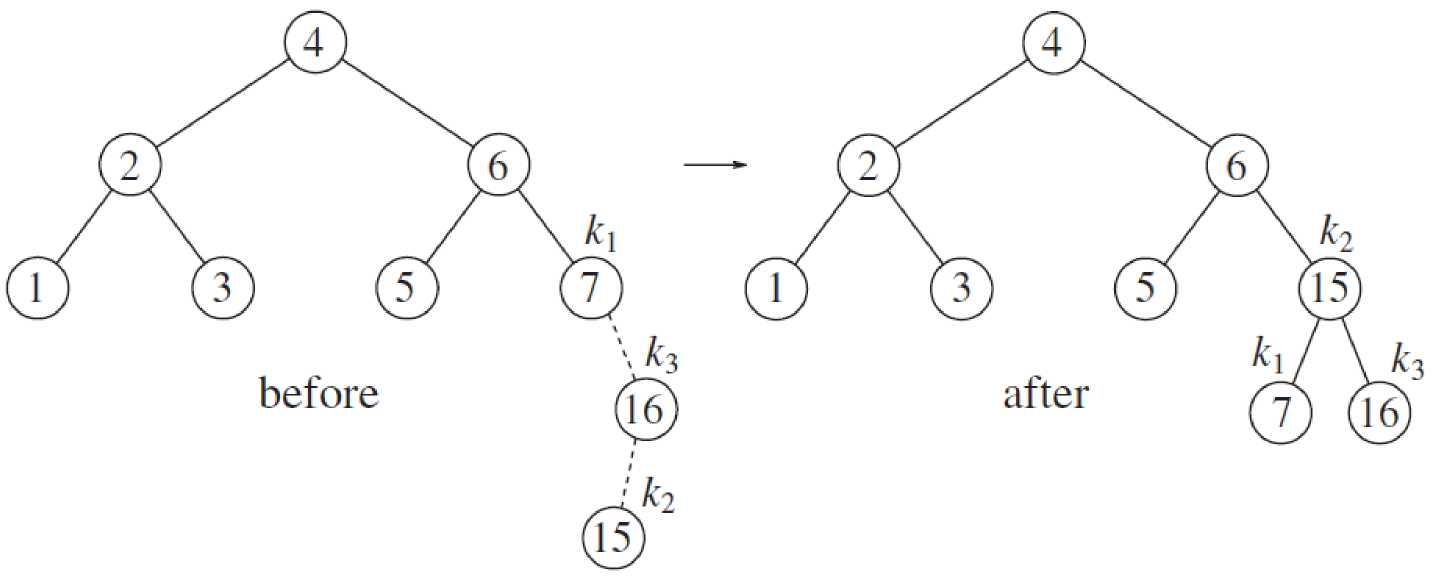 4 4
2 6 2 6
k₁ k₂
1 3 5 7 1 3 5 15
k₃ k₁ k₃
before 16 after 7 16
k₂
15